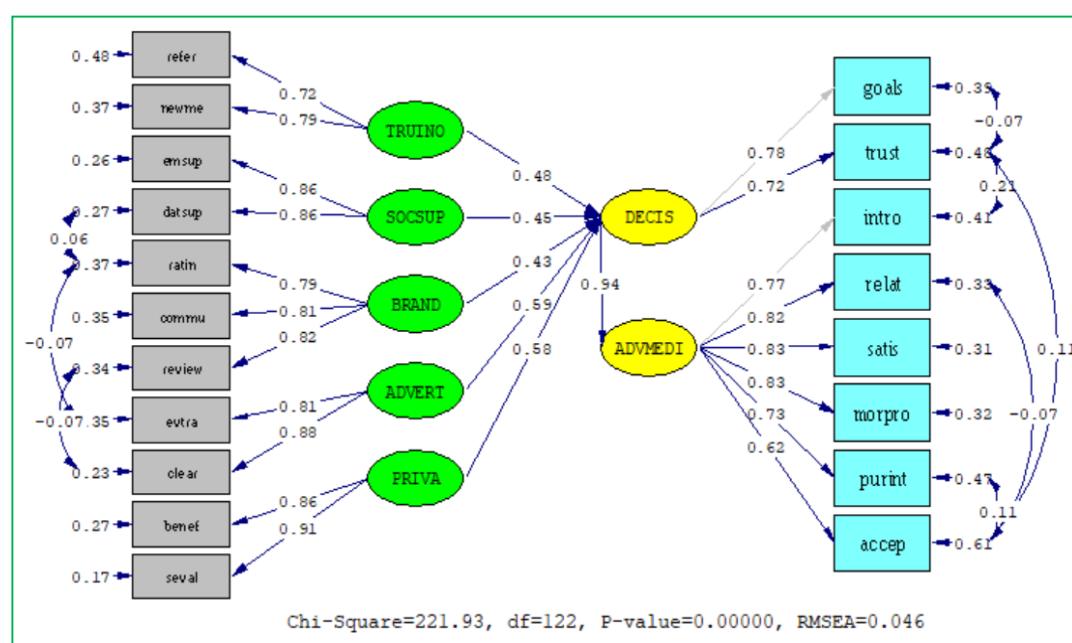 0.48 refer
0.37 newme
0.26 emsup
0.27 datsup
0.06
0.37 ratin
0.35 commu
-0.07
0.34 review
-0.07 0.35 evtra
0.23 clear
0.27 benef
0.17 seval
0.72
0.79
0.86
0.86
0.79
0.81
0.82
0.81
0.88
0.86
0.91
TRUINO
SOCSUP
BRAND
ADVERT
PRIVA
0.48
0.45
0.43
0.59
0.58
DECIS
0.94
ADVMEDI
0.78
0.72
0.77
0.82
0.83
0.83
0.73
0.62
goals 0.39
-0.07
trust 0.48
0.21
intro 0.41
relat 0.33
satis 0.31
0.11
-0.07
morpro 0.32
purint 0.47
0.11
accep 0.61
Chi-Square=221.93, df=122, P-value=0.00000, RMSEA=0.046